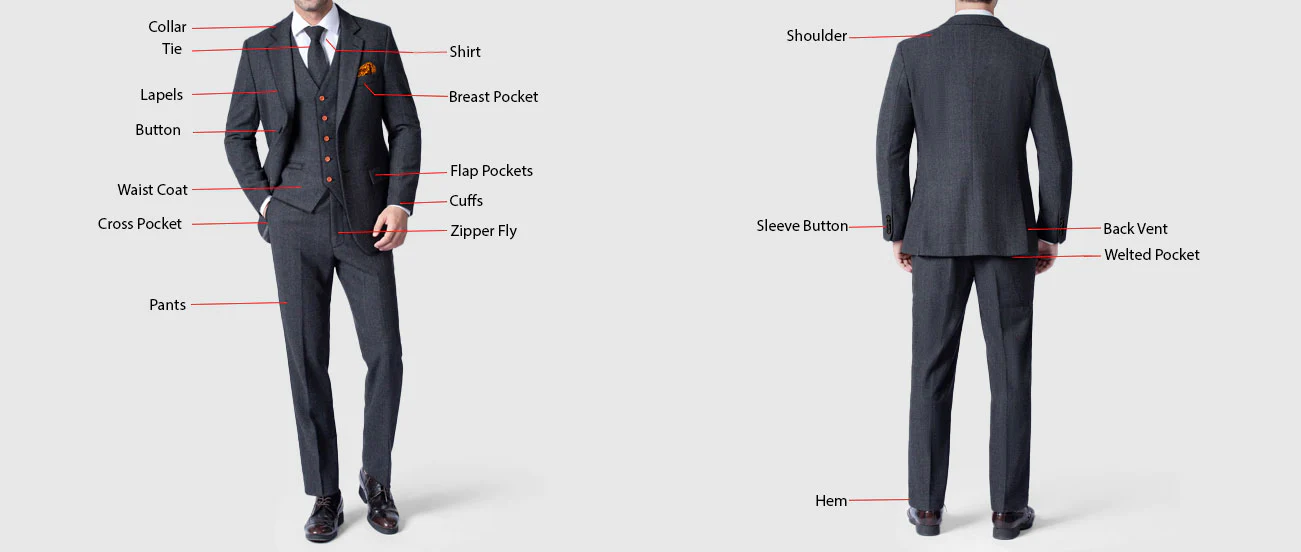 Collar
Tie
Shirt
Lapels
Breast Pocket
Button
Flap Pockets
Waist Coat
Cuffs
Cross Pocket
Zipper Fly
Pants
Shoulder
Sleeve Button
Back Vent
Welted Pocket
Hem